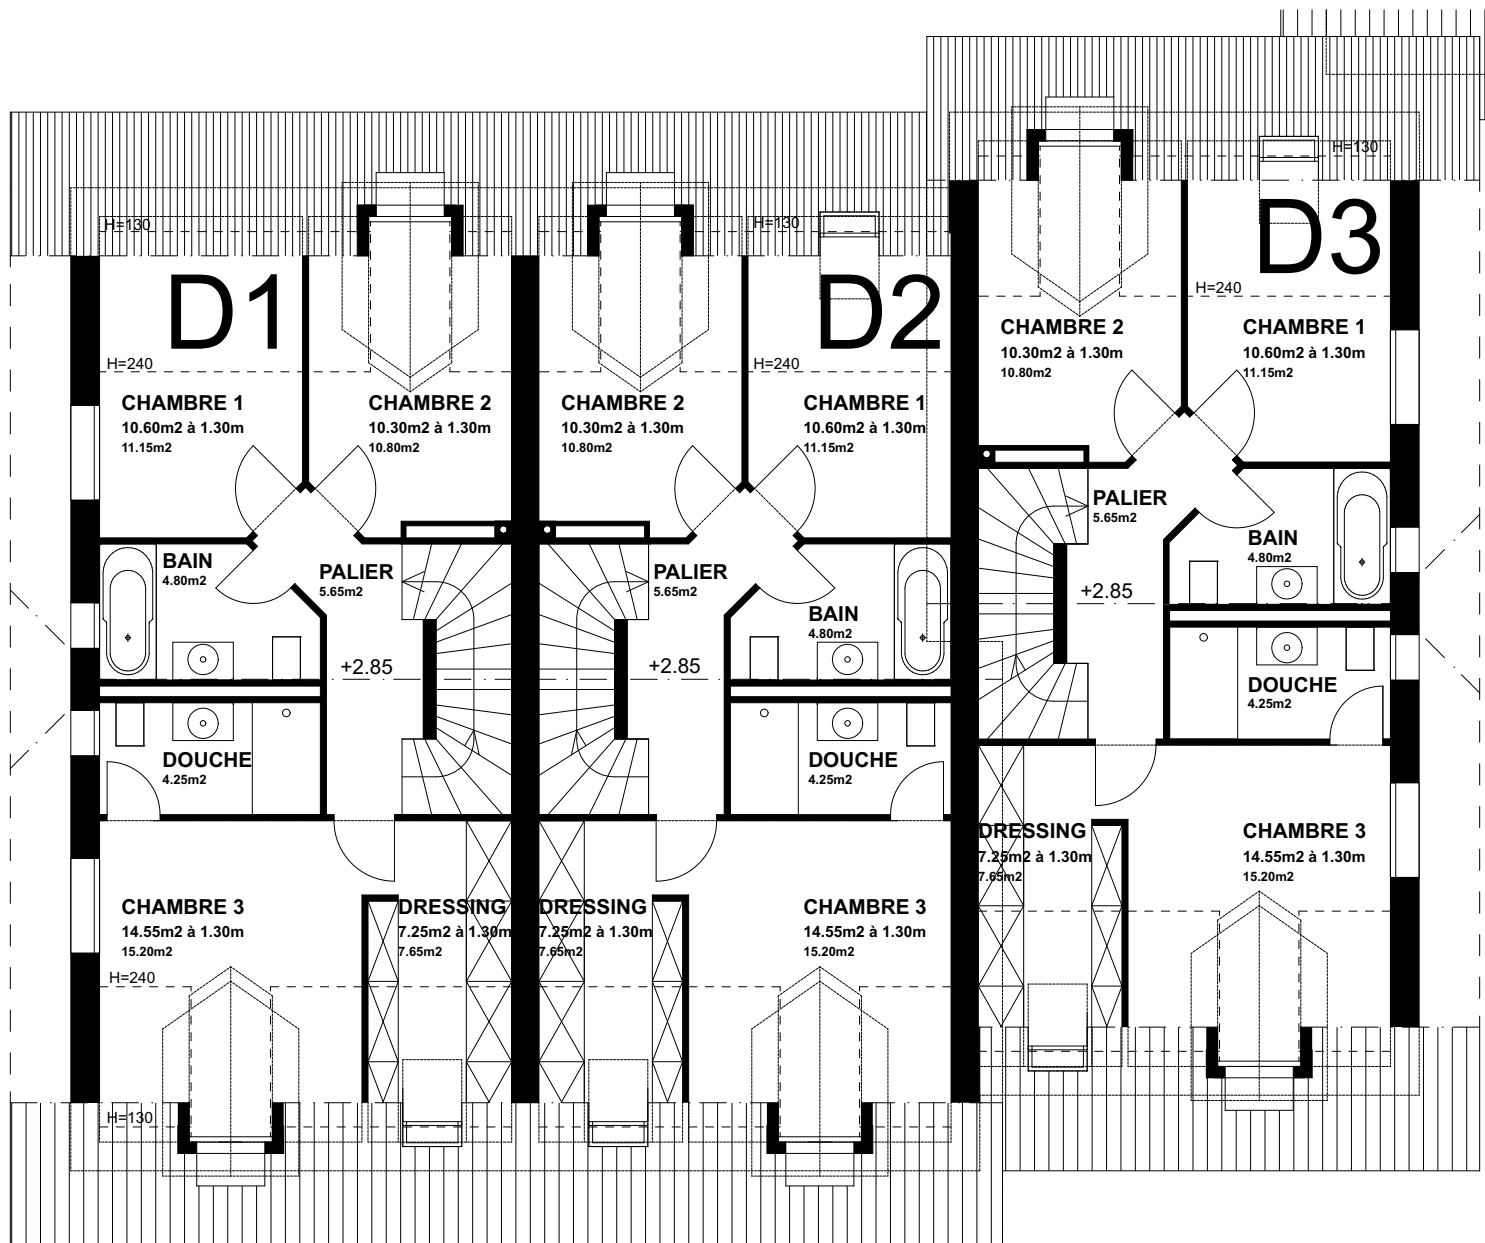 H=130
D1
H=240
CHAMBRE 1
10.60m2 à 1.30m
11.15m2
CHAMBRE 2
10.30m2 à 1.30m
10.80m2
BAIN
4.80m2
PALIER
5.65m2
+2.85
DOUCHE
4.25m2
CHAMBRE 3
14.55m2 à 1.30m
15.20m2
H=240
DRESSING
7.25m2 à 1.30m
7.65m2
H=130
H=130
D2
H=240
CHAMBRE 2
10.30m2 à 1.30m
10.80m2
CHAMBRE 1
10.60m2 à 1.30m
11.15m2
PALIER
5.65m2
BAIN
4.80m2
+2.85
DOUCHE
4.25m2
DRESSING
7.25m2 à 1.30m
7.65m2
CHAMBRE 3
14.55m2 à 1.30m
15.20m2
H=130
D3
H=240
CHAMBRE 2
10.30m2 à 1.30m
10.80m2
CHAMBRE 1
10.60m2 à 1.30m
11.15m2
PALIER
5.65m2
BAIN
4.80m2
+2.85
DOUCHE
4.25m2
DRESSING
7.25m2 à 1.30m
7.65m2
CHAMBRE 3
14.55m2 à 1.30m
15.20m2